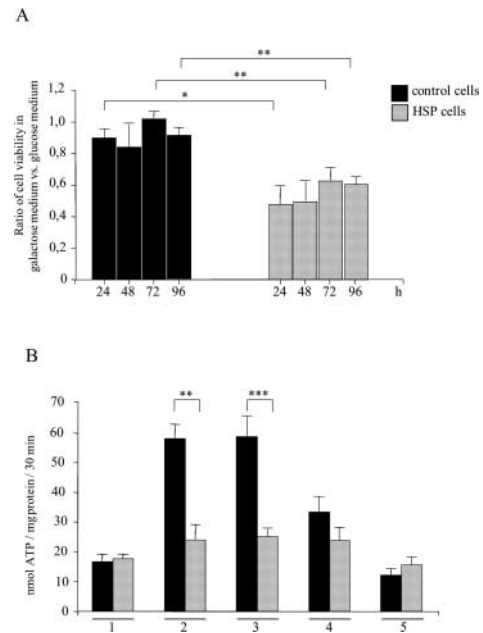 A
**
**
*
control cells
HSP cells
Ratio of cell viability in
galactose medium vs. glucose medium
1,2
1,0
0,8
0,6
0,4
0,2
0
24 48 72 96 24 48 72 96 h
B
nmol ATP / mg protein / 30 min
70
60
50
40
30
20
10
0
** ***
1 2 3 4 5